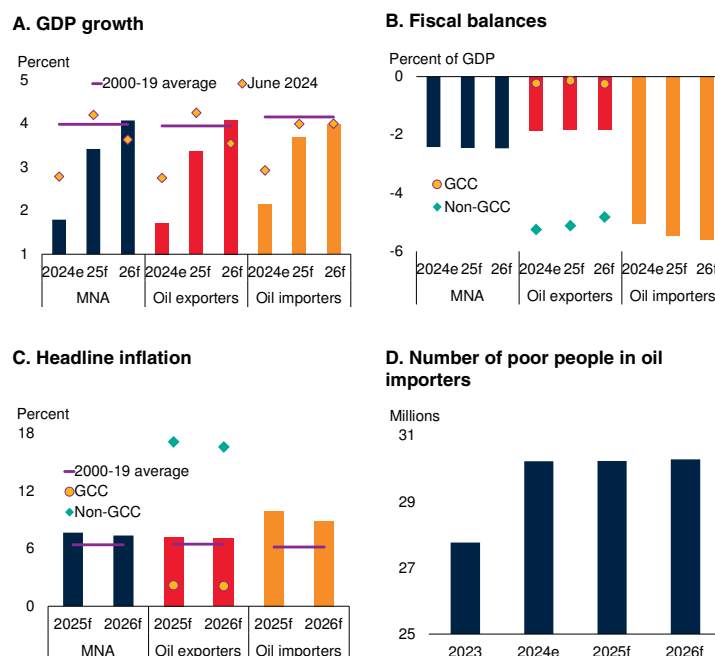 A. GDP growth
Percent
5
4
3
2
1
2000-19 average
June 2024
2024e 25f 26f 2024e 25f 26f 2024e 25f 26f
MNA Oil exporters Oil importers
B. Fiscal balances
Percent of GDP
0
-2
-4
-6
GCC
Non-GCC
2024e 25f 26f 2024e 25f 26f 2024e 25f 26f
MNA Oil exporters Oil importers
C. Headline inflation
Percent
18
12
6
0
2000-19 average
GCC
Non-GCC
2025f 2026f 2025f 2026f 2025f 2026f
MNA Oil exporters Oil importers
D. Number of poor people in oil
importers
Millions
31
29
27
25
2023 2024e 2025f 2026f